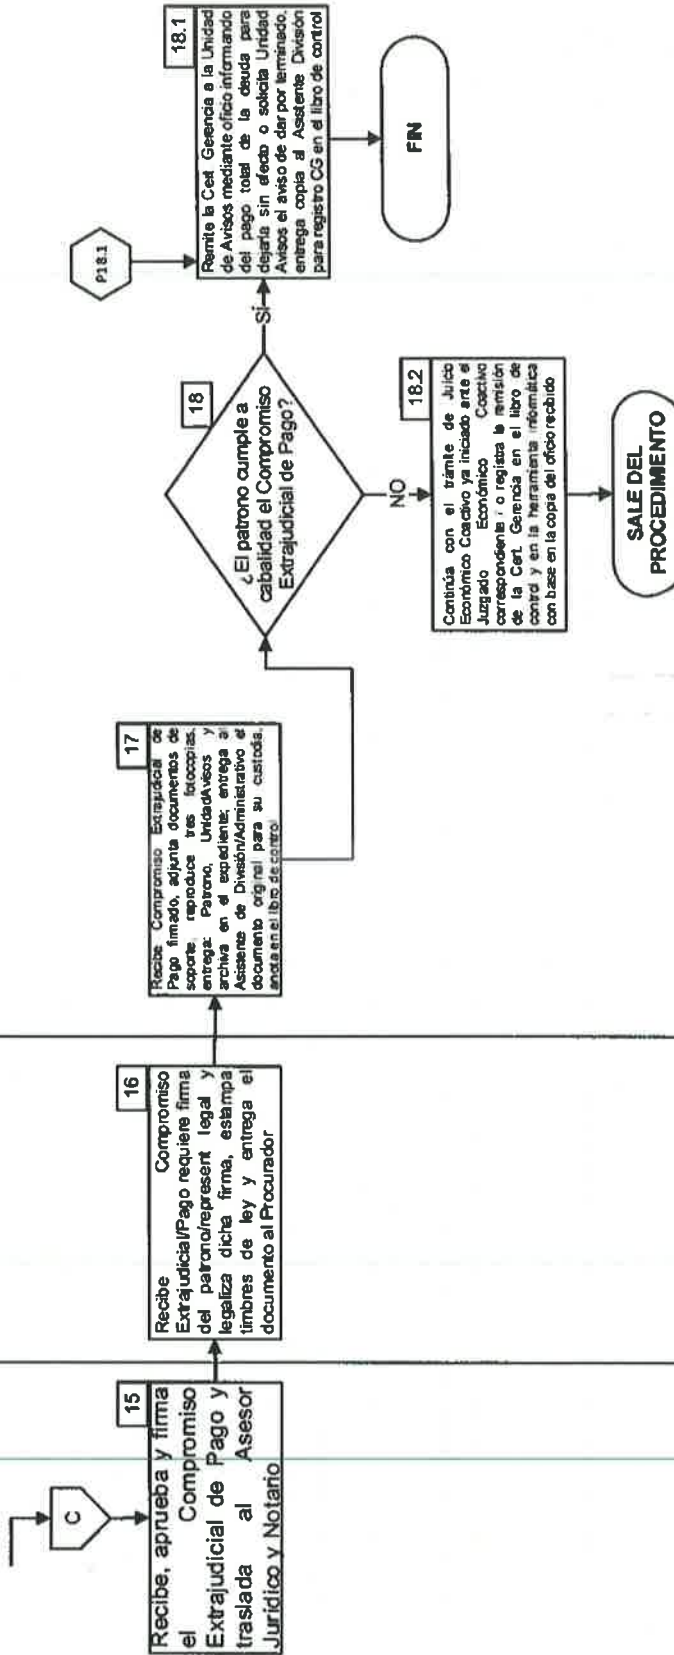 C
15
Recibe, aprueba y firma
el Compromiso
Extrajudicial de Pago y
traslada al Asesor
Jurídico y Notario
16
Recibe Compromiso
Extrajudicial/Pago requiere firma
del patrono/represent legal y
legaliza dicha firma, estampa
timbres de ley y entrega el
documento al Procurador
17
Recibe Compromiso Extrajudicial de
Pago firmado, adjunta documentos de
soporte, reproduce tres fotocopias,
entrega: Patrono, UnidadAvisos y
archiva en el expediente; entrega a
Asistente de División/Administrativo el
documento original para su custodia,
anota en el libro de control
18
¿El patrono cumple a
cabalidad el Compromiso
Extrajudicial de Pago?
Si
NO
P18.1
18.1
Remite la Cert. Gerencia a la Unidad
de Avisos mediante oficio informando
del pago total de la deuda para
dejarla sin efecto o solicita Unidad
Avisos el aviso de dar por terminado,
entrega copia al Asistente División
para registro CG en el libro de control
FIN
18.2
Continúa con el trámite de Juicio
Económico Coactivo ya iniciado ante el
Juzgado Económico Coactivo
correspondiente / o registra la remisión
de la Cert. Gerencia en el libro de
control y en la herramienta informática
con base en la copia del oficio recibido
SALE DEL
PROCEDIMIENTO